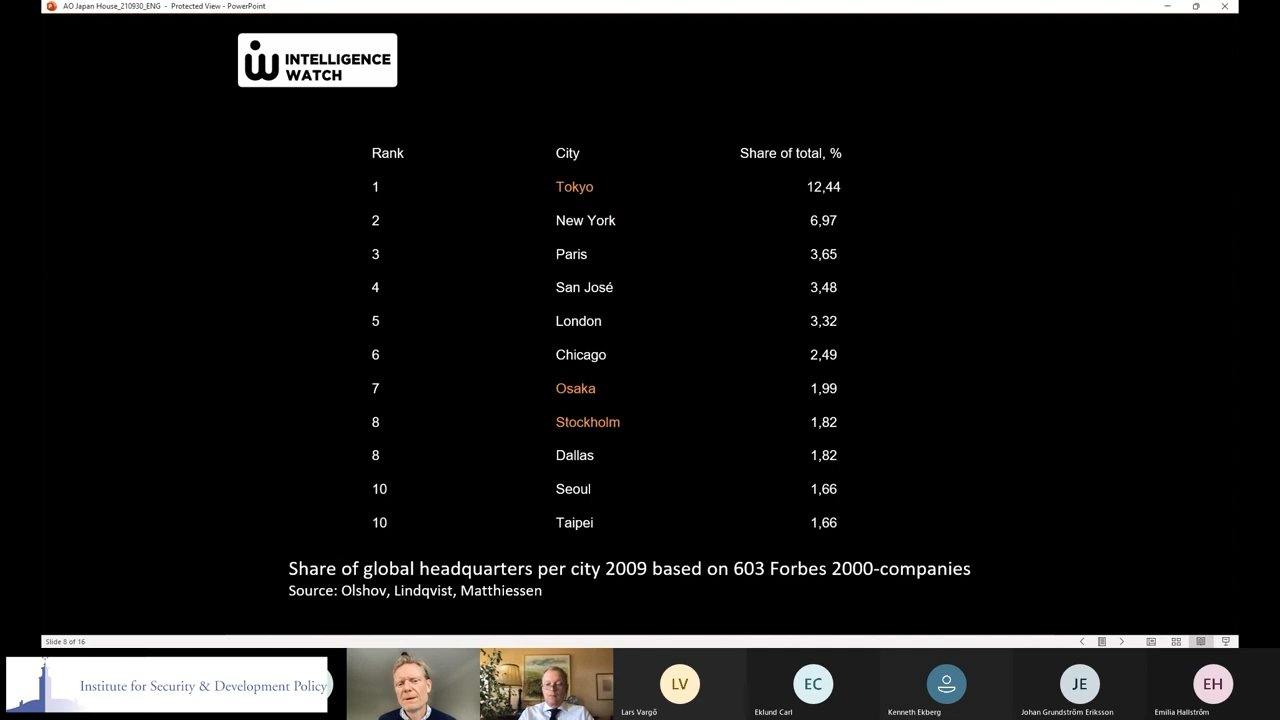 AO Japan House_210930_ENG - Protected View - PowerPoint
INTELLIGENCE
WATCH
Rank City Share of total, %
1 Tokyo 12,44
2 New York 6,97
3 Paris 3,65
4 San José 3,48
5 London 3,32
6 Chicago 2,49
7 Osaka 1,99
8 Stockholm 1,82
8 Dallas 1,82
10 Seoul 1,66
10 Taipei 1,66
Share of global headquarters per city 2009 based on 603 Forbes 2000-companies
Source: Olshov, Lindqvist, Matthiessen
Slide 8 of 16
Institute for Security & Development Policy
LV EC JE EH
Lars Vargö Eklund Carl Kenneth Ekberg Johan Grundström Eriksson Emilia Hallström